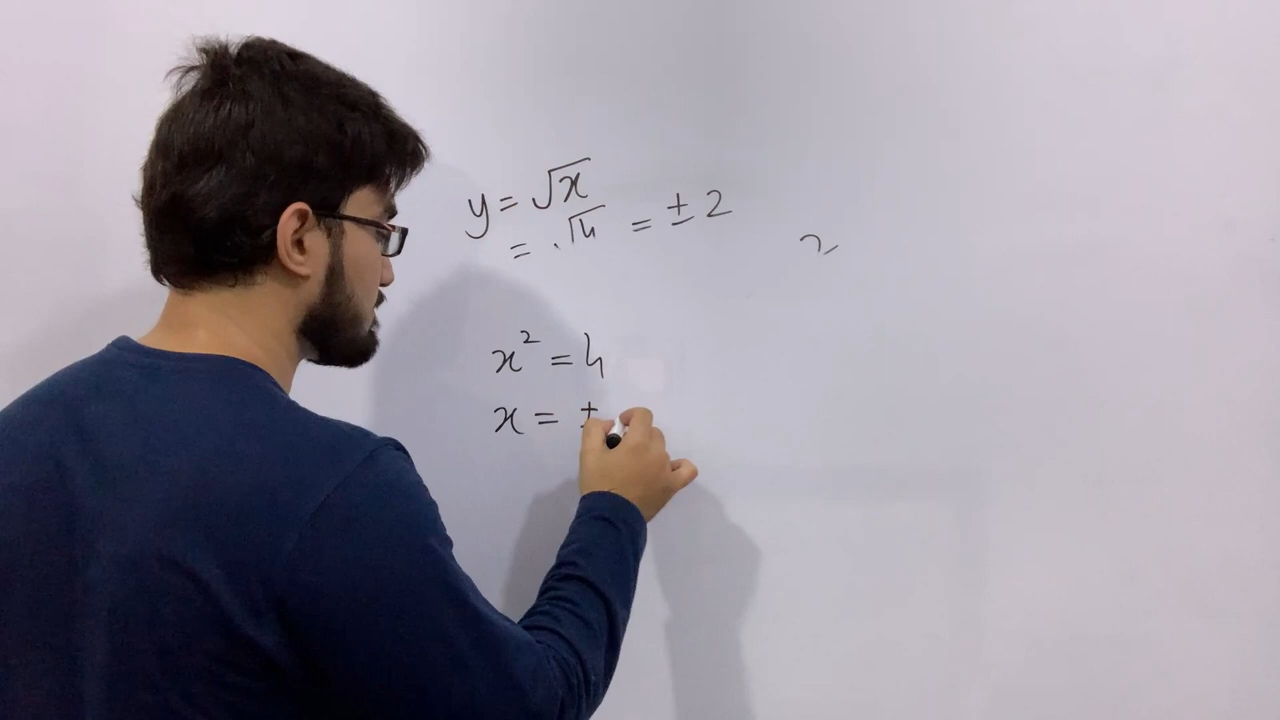 y = √x
= √4 = ± 2
x² = 4
x = ±